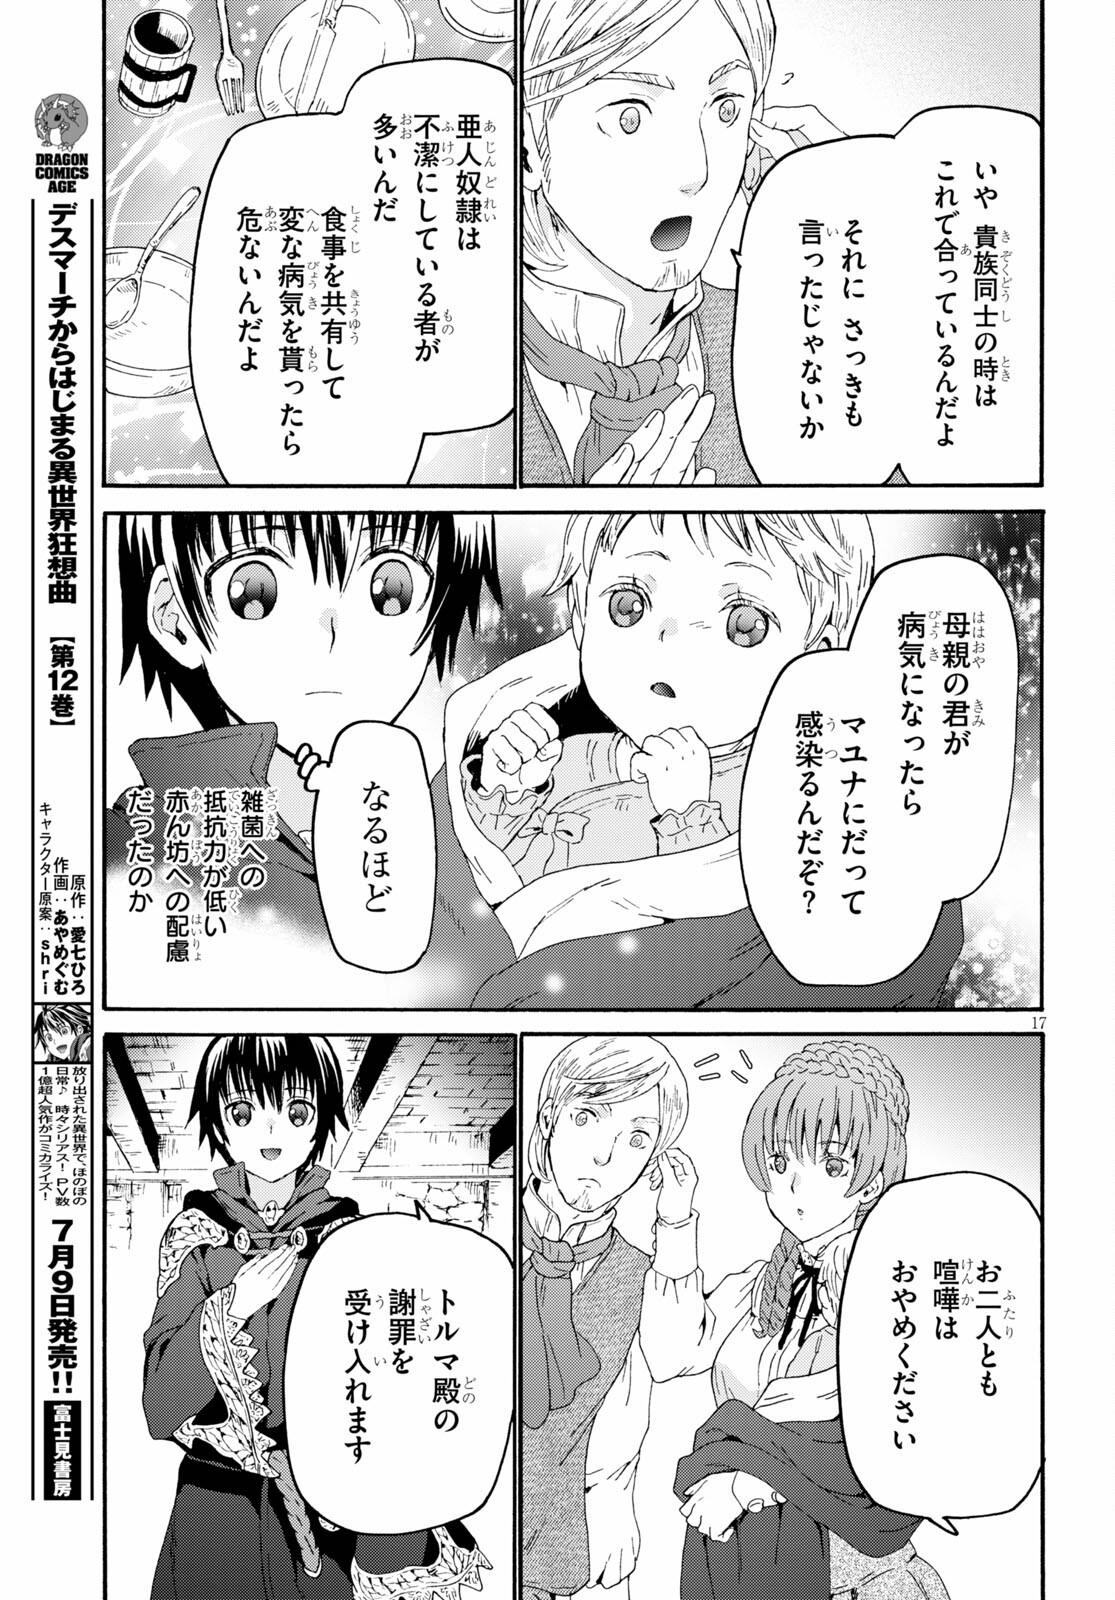 いや 貴族同士の時は
これで合っているんだよ
それに さっきも
言ったじゃないか
亜人奴隷は
不潔にしている者が
多いんだ
食事を共有して
変な病気を貰ったら
危ないんだよ
母親の君が
病気になったら
マユナにだって
感染るんだぞ？
なるほど
雑菌への
抵抗力が低い
赤ん坊への配慮
だったのか
17
お二人とも
喧嘩は
おやめください
トルマ殿の
謝罪を
受け入れます
DRAGON
COMICS
AGE
デスマーチからはじまる異世界狂想曲 【第12巻】
原作：愛七ひろ
作画：あやめぐむ
キャラクター原案：shri
放り出された異世界で、ほのぼの
日常♪ 時々シリアス！ PV数
1億超人気作がコミカライズ！
7月9日発売!!
富士見書房